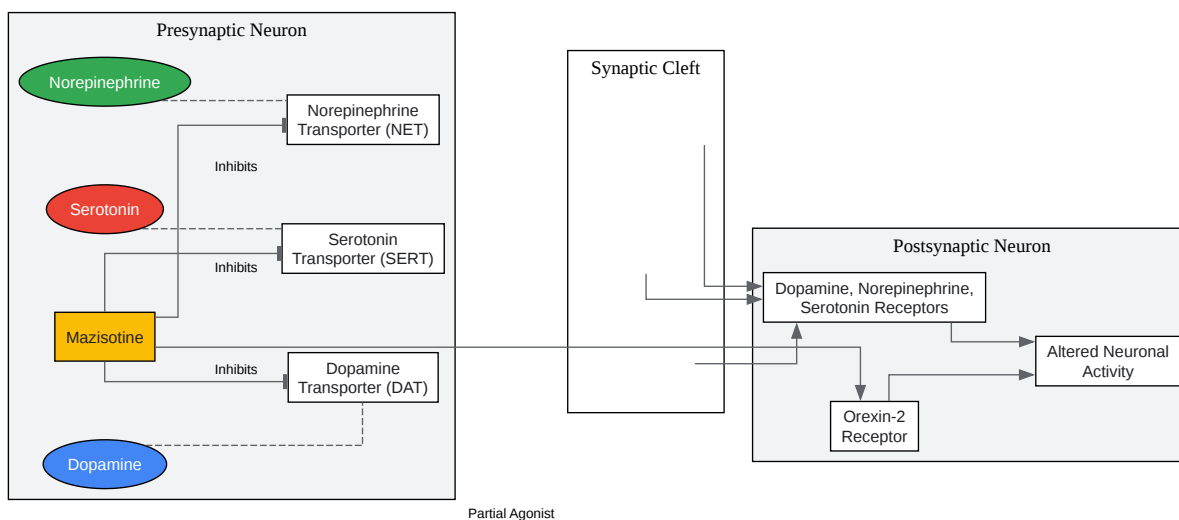 Presynaptic Neuron
Norepinephrine
Norepinephrine
Transporter (NET)
Inhibits
Serotonin
Serotonin
Transporter (SERT)
Inhibits
Mazisotine
Inhibits
Dopamine
Transporter (DAT)
Dopamine
Partial Agonist
Synaptic Cleft
Postsynaptic Neuron
Dopamine, Norepinephrine,
Serotonin Receptors
Altered Neuronal
Activity
Orexin-2
Receptor